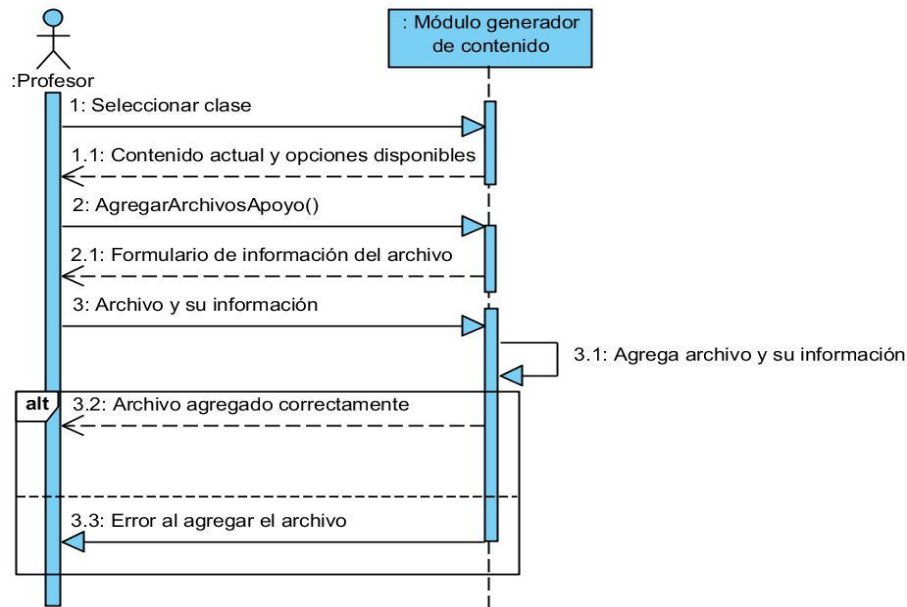 : Módulo generador
de contenido
:Profesor
1: Seleccionar clase
1.1: Contenido actual y opciones disponibles
2: AgregarArchivosApoyo()
2.1: Formulario de información del archivo
3: Archivo y su información
3.1: Agrega archivo y su información
alt
3.2: Archivo agregado correctamente
3.3: Error al agregar el archivo